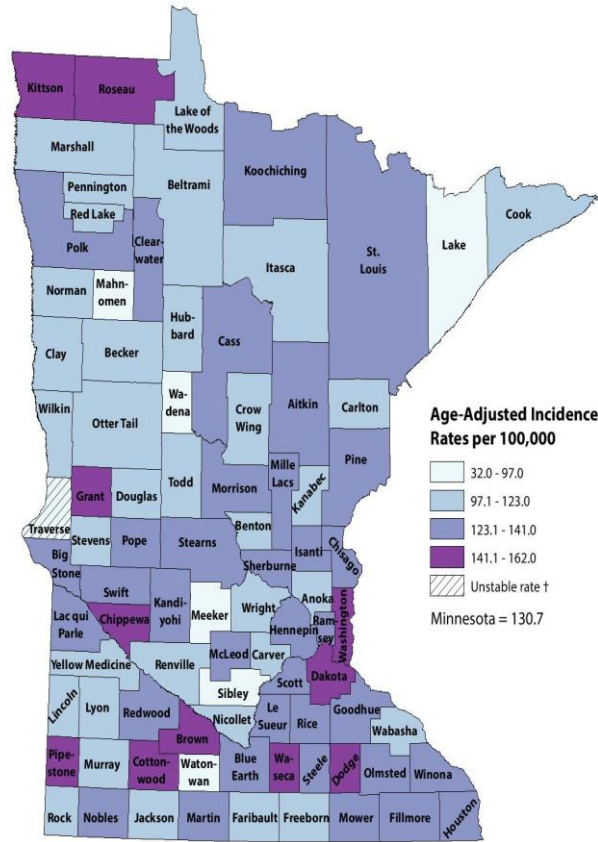 Kittson
Roseau
Lake of
the Woods
Marshall
Koochiching
Pennington
Beltrami
Red Lake
Cook
Polk
Clear-
water
St.
Louis
Lake
Itasca
Norman
Mahn-
omen
Hub-
bard
Cass
Clay
Becker
Wa-
dena
Crow
Wing
Aitkin
Carlton
Wilkin
Otter Tail
Pine
Mille
Lacs
Todd
Morrison
Kanabec
Grant
Douglas
Traverse
Benton
Stevens
Pope
Stearns
Isanti
Chisago
Big
Stone
Sherburne
Swift
Kandi-
yohi
Meeker
Wright
Anoka
Washington
Lac qui
Parle
Chippewa
Hennepin
Ram-
sey
McLeod
Carver
Yellow Medicine
Renville
Dakota
Scott
Sibley
Lincoln
Lyon
Redwood
Nicollet
Le
Sueur
Rice
Goodhue
Wabasha
Brown
Pipe-
stone
Murray
Cotton-
wood
Waton-
wan
Blue
Earth
Wa-
seca
Steele
Dodge
Olmsted
Winona
Rock
Nobles
Jackson
Martin
Faribault
Freeborn
Mower
Fillmore
Houston
Age-Adjusted Incidence
Rates per 100,000
32.0 - 97.0
97.1 - 123.0
123.1 - 141.0
141.1 - 162.0
Unstable rate †
Minnesota = 130.7